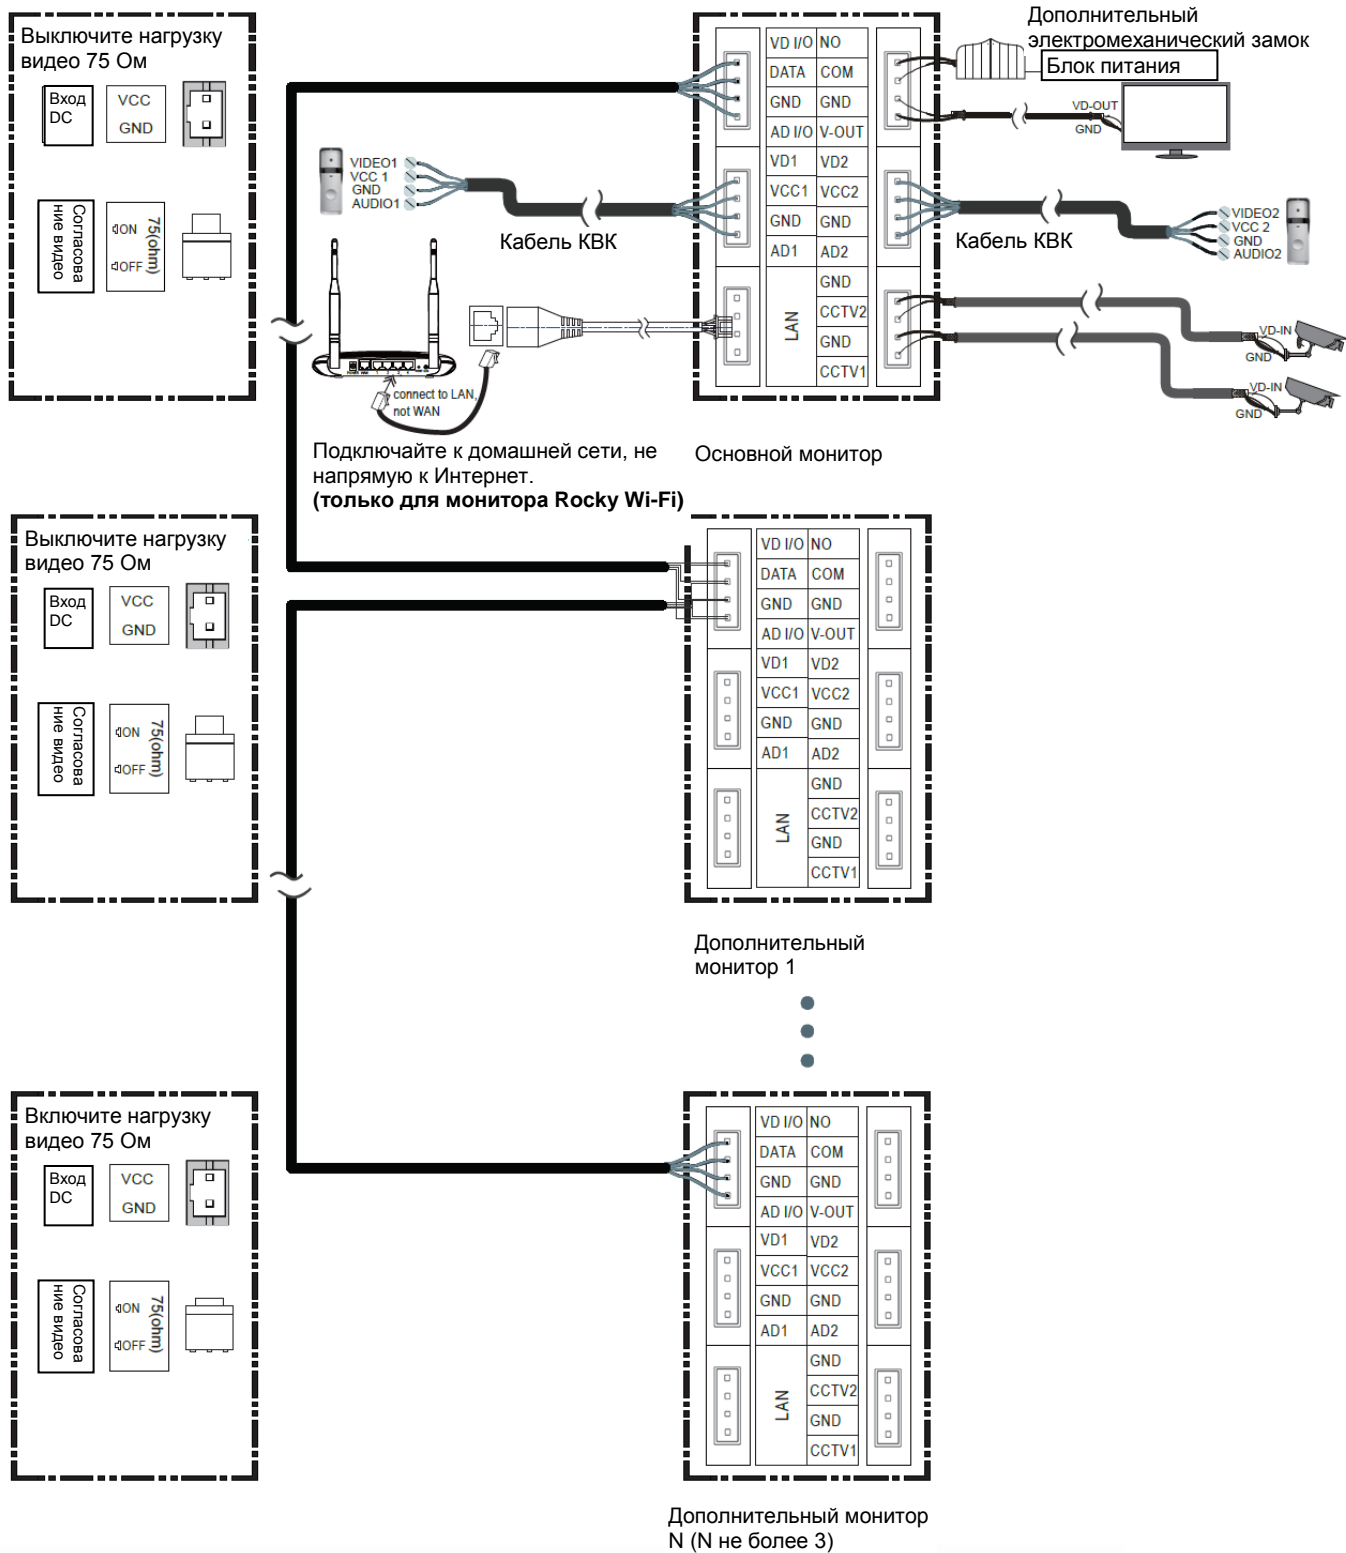 Выключите нагрузку
видео 75 Ом
Вход
DC
VCC
GND
Согласова
ние видео
ON
OFF
75(ohm)
VIDEO1
VCC 1
GND
AUDIO1
Кабель КВК
connect to LAN,
not WAN
Подключайте к домашней сети, не
напрямую к Интернет.
(только для монитора Rocky Wi-Fi)
VD I/O NO
DATA COM
GND GND
AD I/O V-OUT
VD1 VD2
VCC1 VCC2
GND GND
AD1 AD2
LAN
GND
CCTV2
GND
CCTV1
Основной монитор
Дополнительный
электромеханический замок
Блок питания
VD-OUT
GND
Кабель КВК
VIDEO2
VCC 2
GND
AUDIO2
VD-IN
GND
VD-IN
GND
Выключите нагрузку
видео 75 Ом
Вход
DC
VCC
GND
Согласова
ние видео
ON
OFF
75(ohm)
VD I/O NO
DATA COM
GND GND
AD I/O V-OUT
VD1 VD2
VCC1 VCC2
GND GND
AD1 AD2
LAN
GND
CCTV2
GND
CCTV1
Дополнительный
монитор 1
Включите нагрузку
видео 75 Ом
Вход
DC
VCC
GND
Согласова
ние видео
ON
OFF
75(ohm)
VD I/O NO
DATA COM
GND GND
AD I/O V-OUT
VD1 VD2
VCC1 VCC2
GND GND
AD1 AD2
LAN
GND
CCTV2
GND
CCTV1
Дополнительный монитор
N (N не более 3)